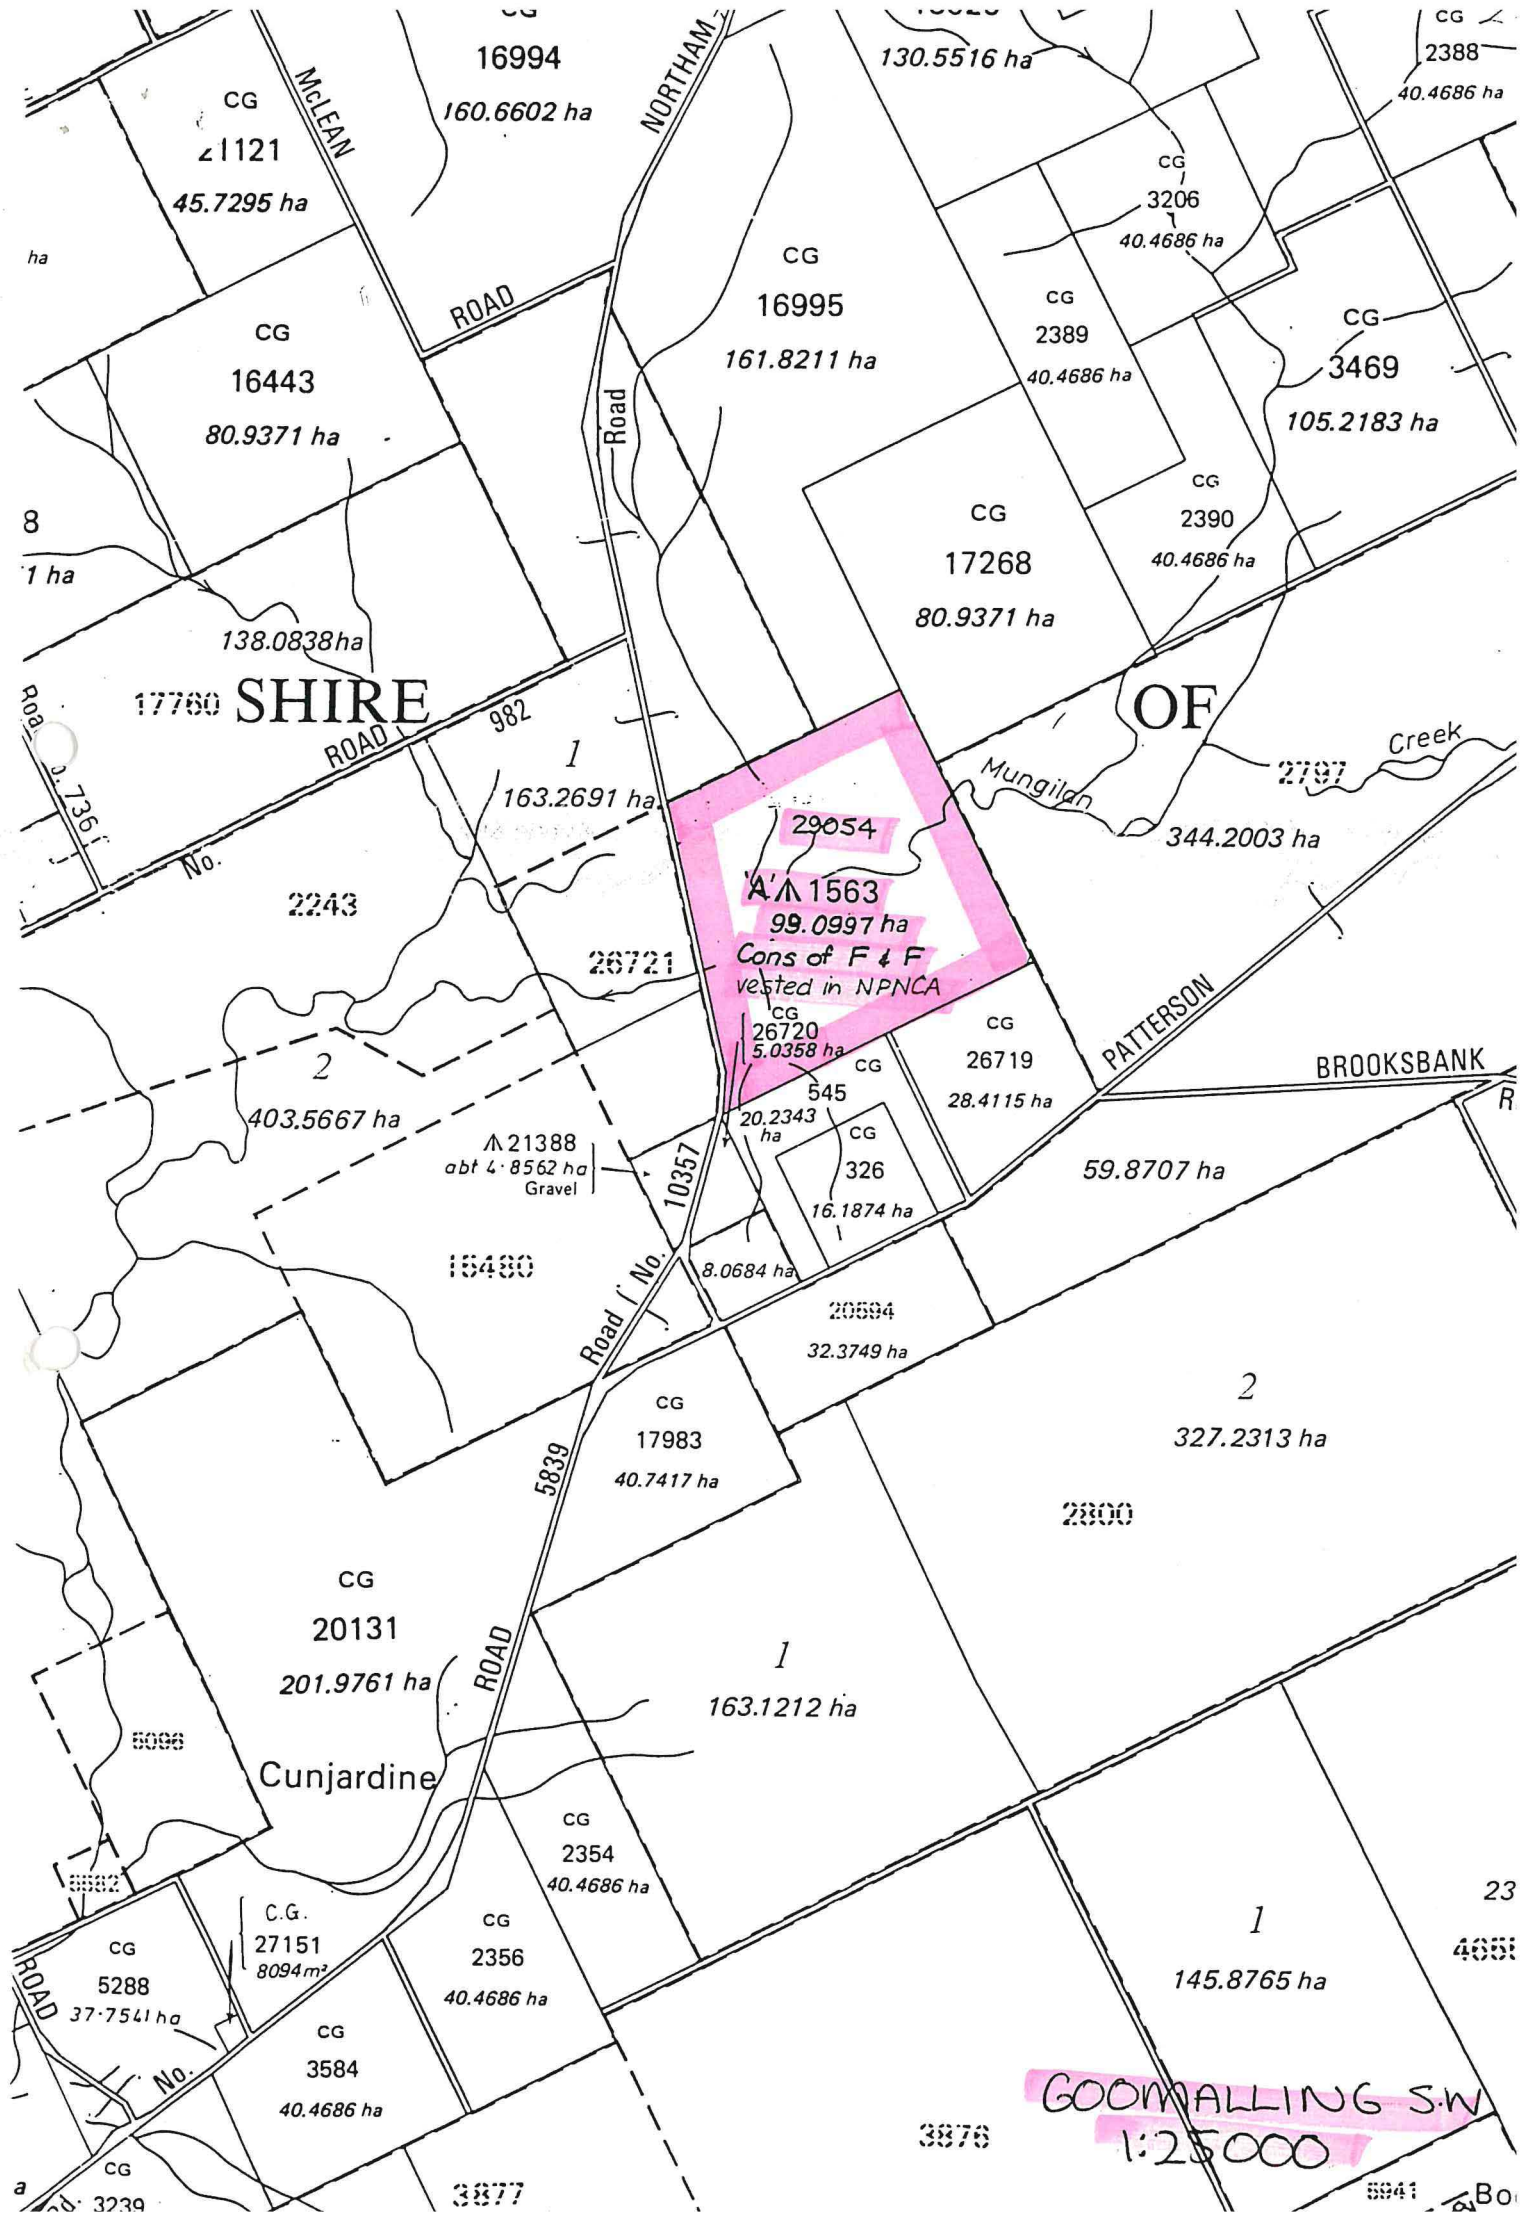 CG
16994
160.6602 ha
McLEAN
NORTHAM
130.5516 ha
CG
2388
40.4686 ha
CG
21121
45.7295 ha
CG
3206
40.4686 ha
ha
ROAD
CG
16995
161.8211 ha
CG
2389
40.4686 ha
CG
3469
105.2183 ha
CG
16443
80.9371 ha
Road
8
1 ha
CG
17268
80.9371 ha
CG
2390
40.4686 ha
138.0838 ha
17760
SHIRE
OF
ROAD
982
No.
736
1
163.2691 ha
Mungilan
Creek
2797
344.2003 ha
29054
'A' 1563
99.0997 ha
Cons of F & F
vested in NPNCA
2243
26721
CG
26720
5.0358 ha
CG
26719
28.4115 ha
PATTERSON
BROOKSBANK
R
2
403.5667 ha
CG
545
20.2343
ha
21388
abt 4.8562 ha
Gravel
10357
CG
326
16.1874 ha
59.8707 ha
15480
Road No.
8.0684 ha
20594
32.3749 ha
CG
17983
40.7417 ha
5839
2
327.2313 ha
2800
CG
20131
201.9761 ha
ROAD
1
163.1212 ha
Cunjardine
CG
2354
40.4686 ha
C.G.
27151
8094 m²
CG
2356
40.4686 ha
CG
5288
37.7541 ha
ROAD
No.
CG
3584
40.4686 ha
1
145.8765 ha
23
GOOMALLING S.W
1:25000
3876
CG
3239
3877
a
Bo